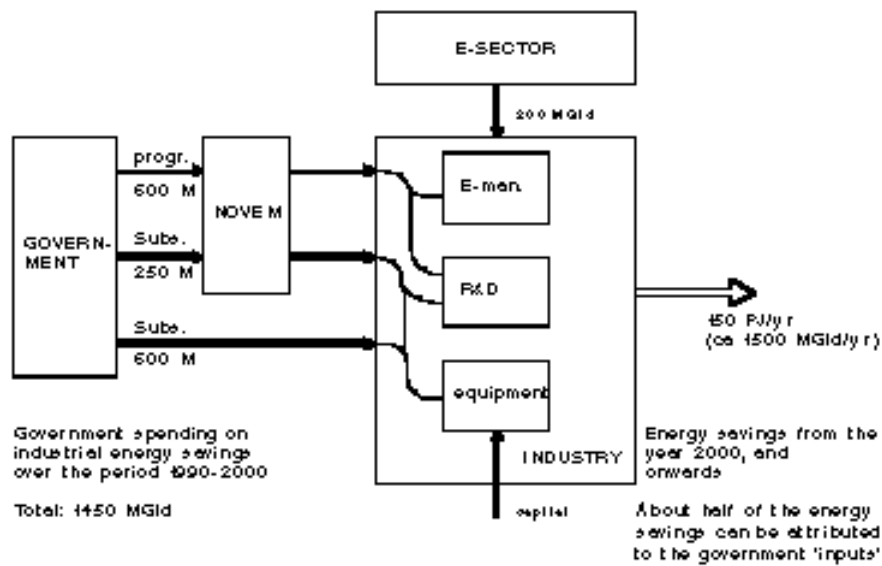 E-SECTOR
200 MGld
progr.
600 M
NOVEM
E-man.
GOVERN-
MENT
Subs.
250 M
R&D
150 PJ/yr
(ca 1500 MGld/yr)
Subs.
600 M
equipment
INDUSTRY
capital
Government spending on
industrial energy savings
over the period 1990-2000
Total: 1450 MGld
Energy savings from the
year 2000, and
onwards
About half of the energy
savings can be attributed
to the government 'inputs'